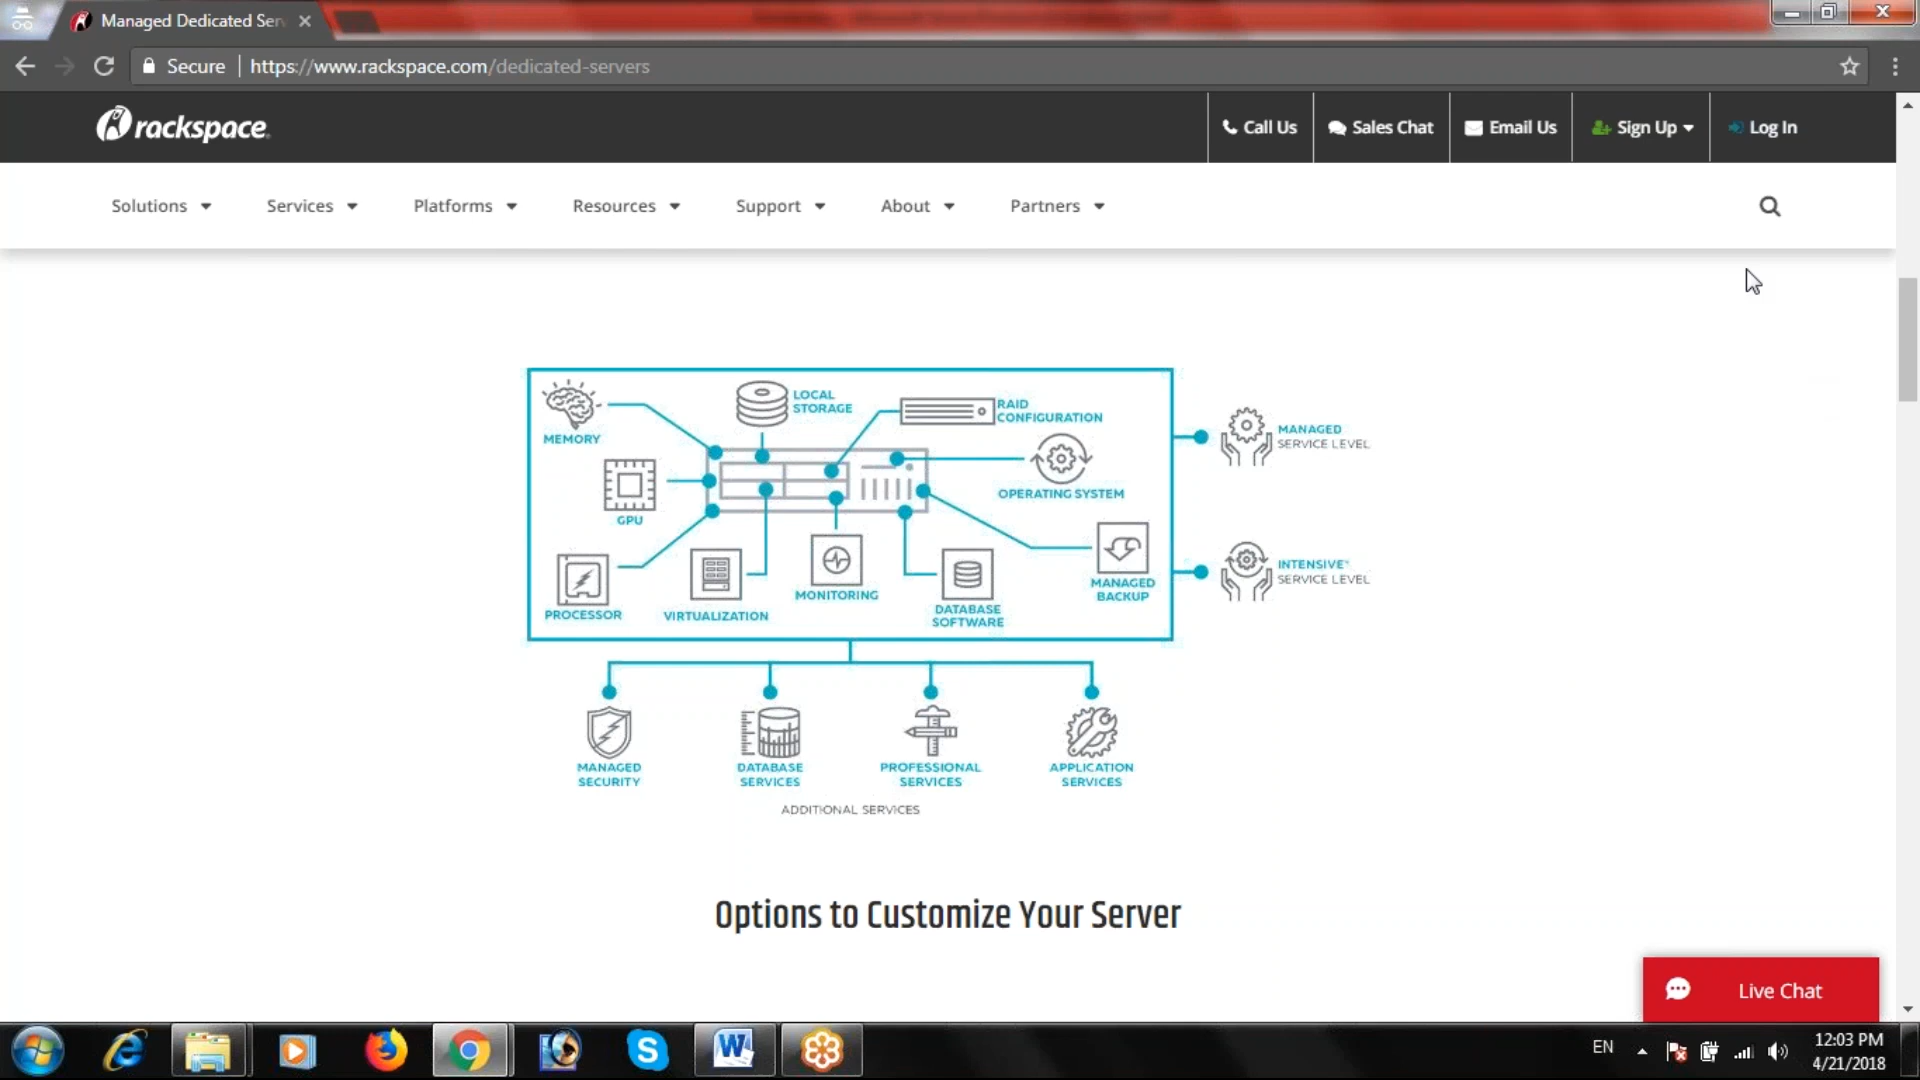 Managed Dedicated Ser
Secure https://www.rackspace.com/dedicated-servers
rackspace
Call Us
Sales Chat
Email Us
Sign Up
Log In
Solutions
Services
Platforms
Resources
Support
About
Partners
MEMORY
LOCAL
STORAGE
RAID
CONFIGURATION
GPU
OPERATING SYSTEM
PROCESSOR
VIRTUALIZATION
MONITORING
DATABASE
SOFTWARE
MANAGED
BACKUP
MANAGED
SERVICE LEVEL
INTENSIVE™
SERVICE LEVEL
MANAGED
SECURITY
DATABASE
SERVICES
PROFESSIONAL
SERVICES
APPLICATION
SERVICES
ADDITIONAL SERVICES
Options to Customize Your Server
Live Chat
EN
12:03 PM
4/21/2018